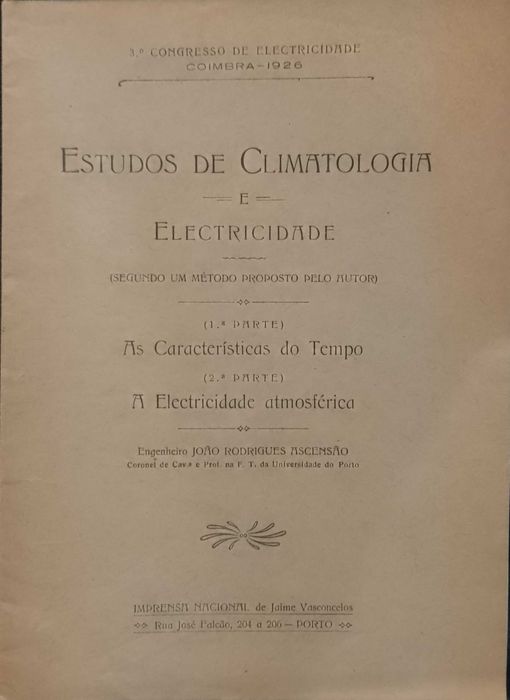 3.º CONGRESSO DE ELECTRICIDADE
COIMBRA-1926
ESTUDOS DE CLIMATOLOGIA
E
ELECTRICIDADE
(SEGUNDO UM MÉTODO PROPOSTO PELO AUTOR)
(1.ª PARTE)
As Características do Tempo
(2.ª PARTE)
A Electricidade atmosférica
Engenheiro JOÃO RODRIGUES ASCENSÃO
Coronel de Cav.ª e Prof. na F. T. da Universidade do Porto
IMPRENSA NACIONAL de Jaime Vasconcelos
Rua José Falcão, 204 a 206 — PORTO